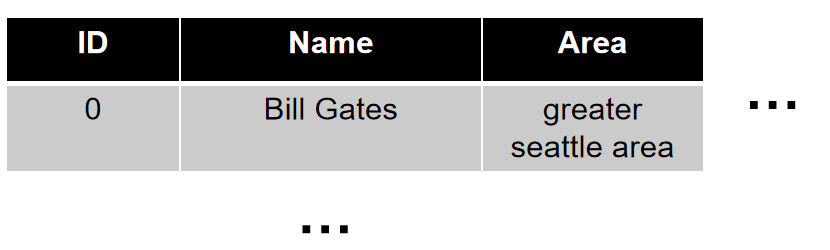 ID Name Area
0 Bill Gates greater
seattle area
...
...